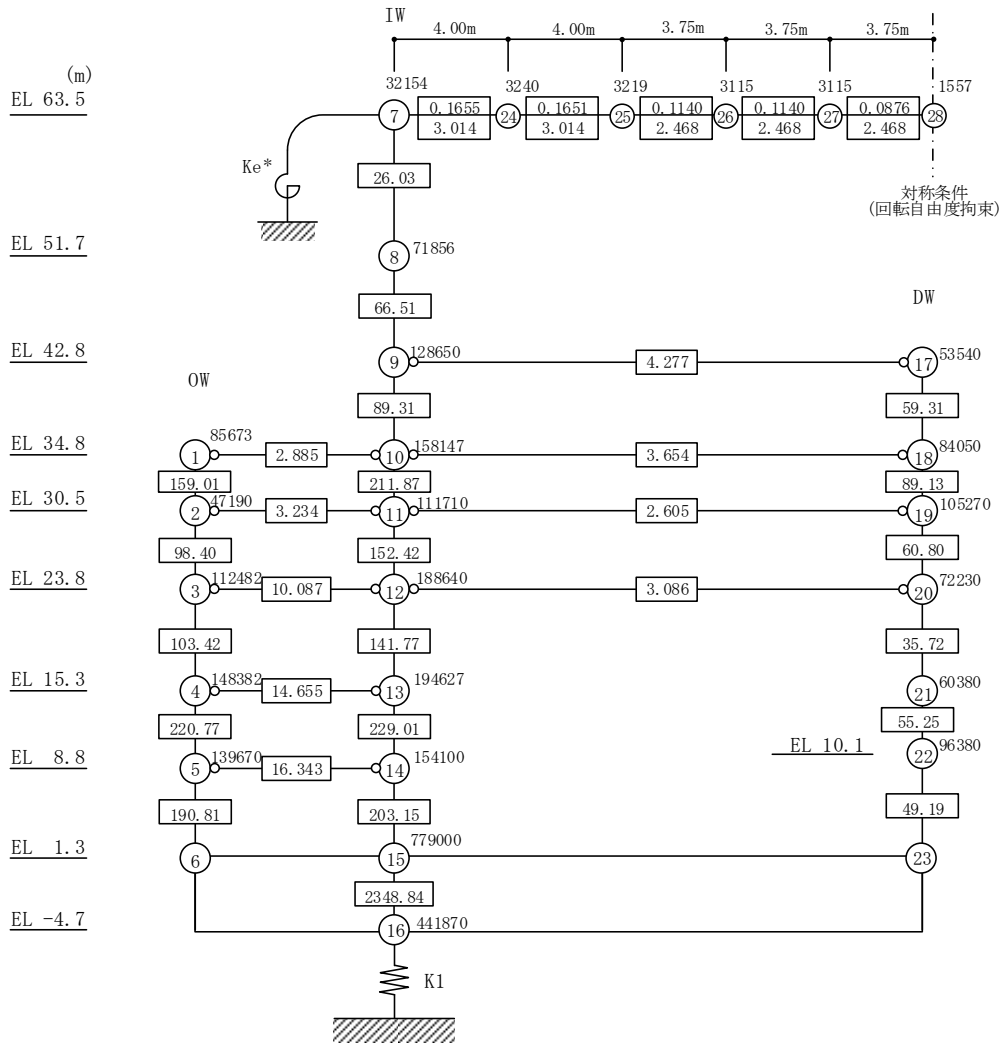 IW
4.00m 4.00m 3.75m 3.75m 3.75m
(m)
32154 3240 3219 3115 3115 1557
EL 63.5
7 0.1655 24 0.1651 25 0.1140 26 0.1140 27 0.0876 28
3.014 3.014 2.468 2.468 2.468
Ke*
26.03
対称条件
(回転自由度拘束)
EL 51.7
8 71856
66.51
DW
EL 42.8
9 128650 4.277 17 53540
OW
89.31 59.31
EL 34.8
1 85673 2.885 10 158147 3.654 18 84050
159.01 211.87 89.13
EL 30.5
2 47190 3.234 11 111710 2.605 19 105270
98.40 152.42 60.80
EL 23.8
3 112482 10.087 12 188640 3.086 20 72230
103.42 141.77 35.72
EL 15.3
4 148382 14.655 13 194627 21 60380
220.77 229.01 55.25
EL 8.8
5 139670 16.343 14 154100
EL 10.1
22 96380
190.81 203.15 49.19
EL 1.3
6 15 779000 23
2348.84
EL -4.7
16 441870
K1